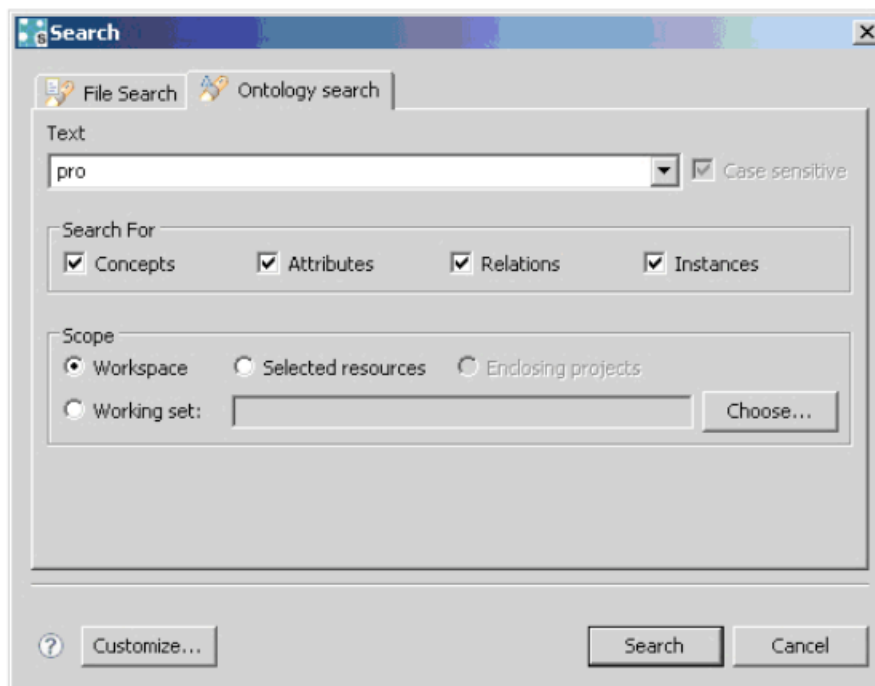 Search
File Search Ontology search
Text
pro Case sensitive
Search For
Concepts Attributes Relations Instances
Scope
Workspace Selected resources Enclosing projects
Working set: Choose...
? Customize... Search Cancel